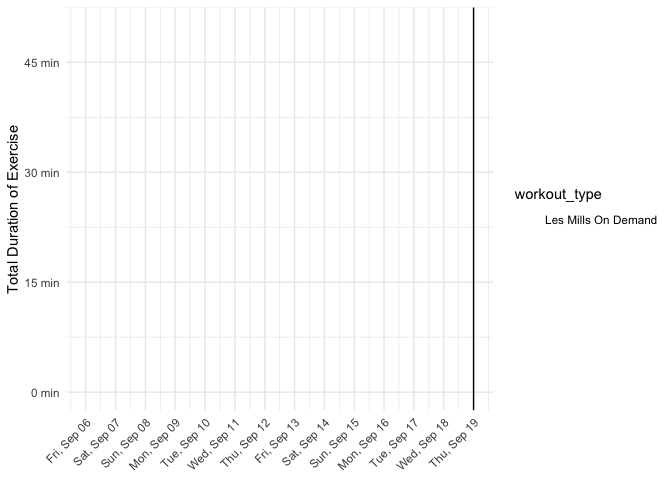 Total Duration of Exercise
45 min
30 min
15 min
0 min
Fri, Sep 06
Sat, Sep 07
Sun, Sep 08
Mon, Sep 09
Tue, Sep 10
Wed, Sep 11
Thu, Sep 12
Fri, Sep 13
Sat, Sep 14
Sun, Sep 15
Mon, Sep 16
Tue, Sep 17
Wed, Sep 18
Thu, Sep 19
workout_type
Les Mills On Demand